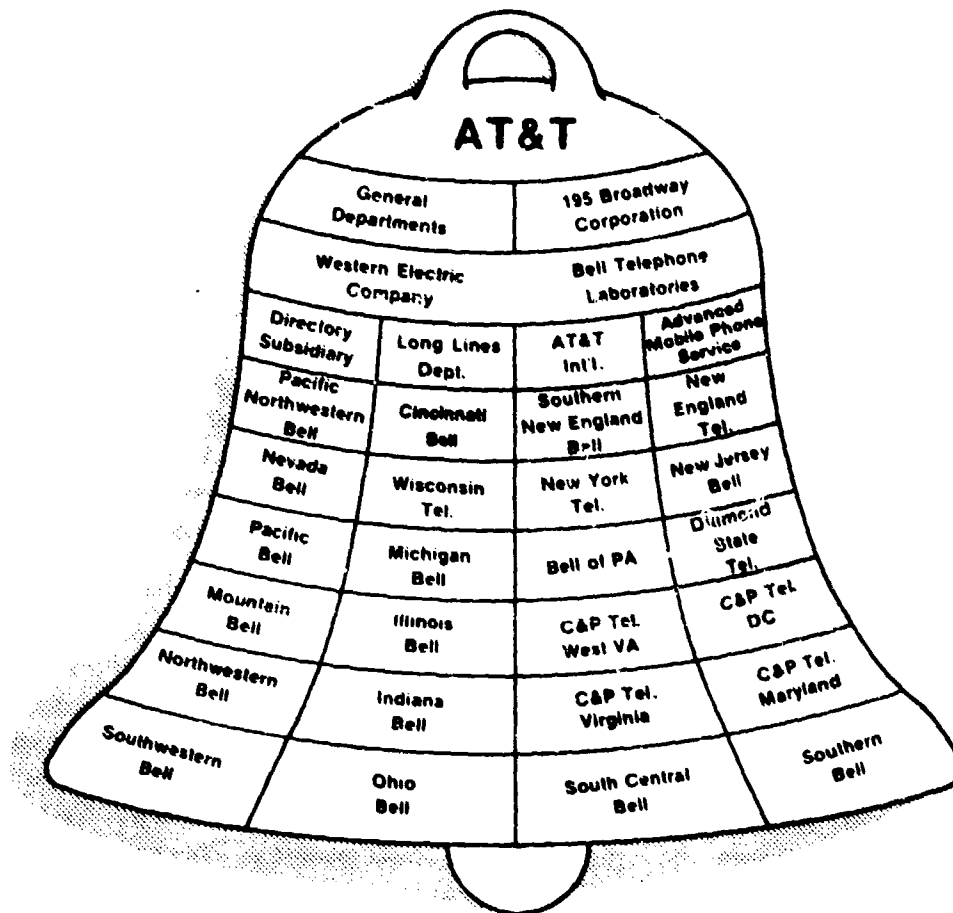 AT&T
General
Departments
195 Broadway
Corporation
Western Electric
Company
Bell Telephone
Laboratories
Directory
Subsidiary
Long Lines
Dept.
AT&T
Int'l.
Advanced
Mobile Phone
Service
Pacific
Northwestern
Bell
Cincinnati
Bell
Southern
New England
Bell
New
England
Tel.
Nevada
Bell
Wisconsin
Tel.
New York
Tel.
New Jersey
Bell
Pacific
Bell
Michigan
Bell
Bell of PA
Diamond
State
Tel.
Mountain
Bell
Illinois
Bell
C&P Tel.
West VA
C&P Tel.
DC
Northwestern
Bell
Indiana
Bell
C&P Tel.
Virginia
C&P Tel.
Maryland
Southwestern
Bell
Ohio
Bell
South Central
Bell
Southern
Bell